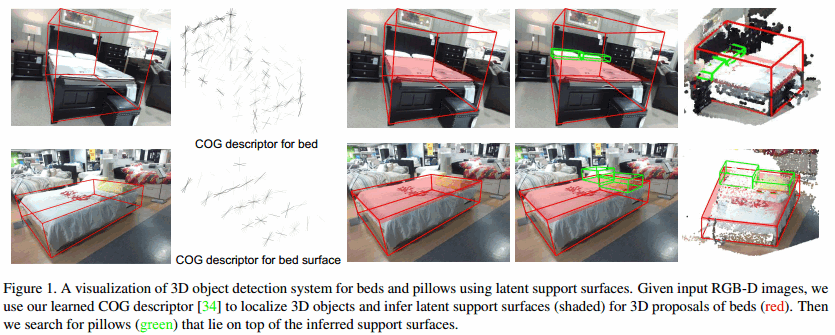 COG descriptor for bed
COG descriptor for bed surface
Figure 1. A visualization of 3D object detection system for beds and pillows using latent support surfaces. Given input RGB-D images, we
use our learned COG descriptor [34] to localize 3D objects and infer latent support surfaces (shaded) for 3D proposals of beds (red). Then
we search for pillows (green) that lie on top of the inferred support surfaces.